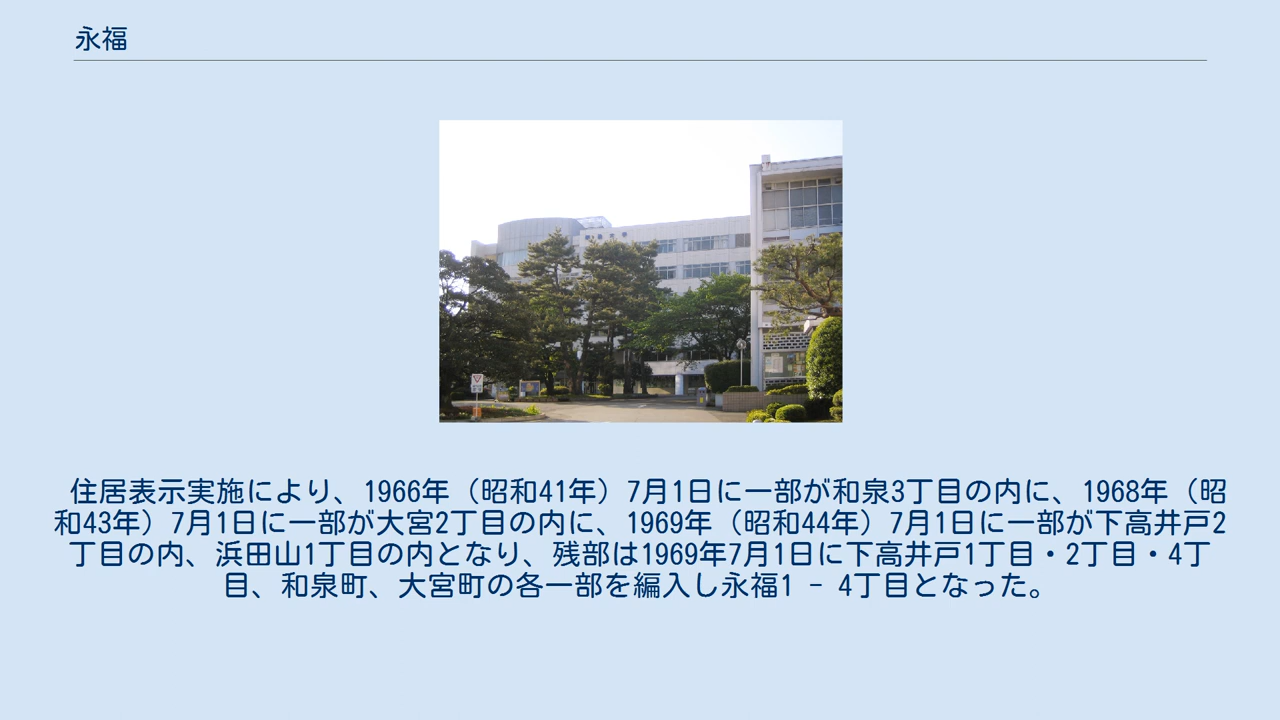 永福
住居表示実施により、1966年（昭和41年）7月1日に一部が和泉3丁目の内に、1968年（昭
和43年）7月1日に一部が大宮2丁目の内に、1969年（昭和44年）7月1日に一部が下高井戸2
丁目の内、浜田山1丁目の内となり、残部は1969年7月1日に下高井戸1丁目・2丁目・4丁
目、和泉町、大宮町の各一部を編入し永福1 - 4丁目となった。